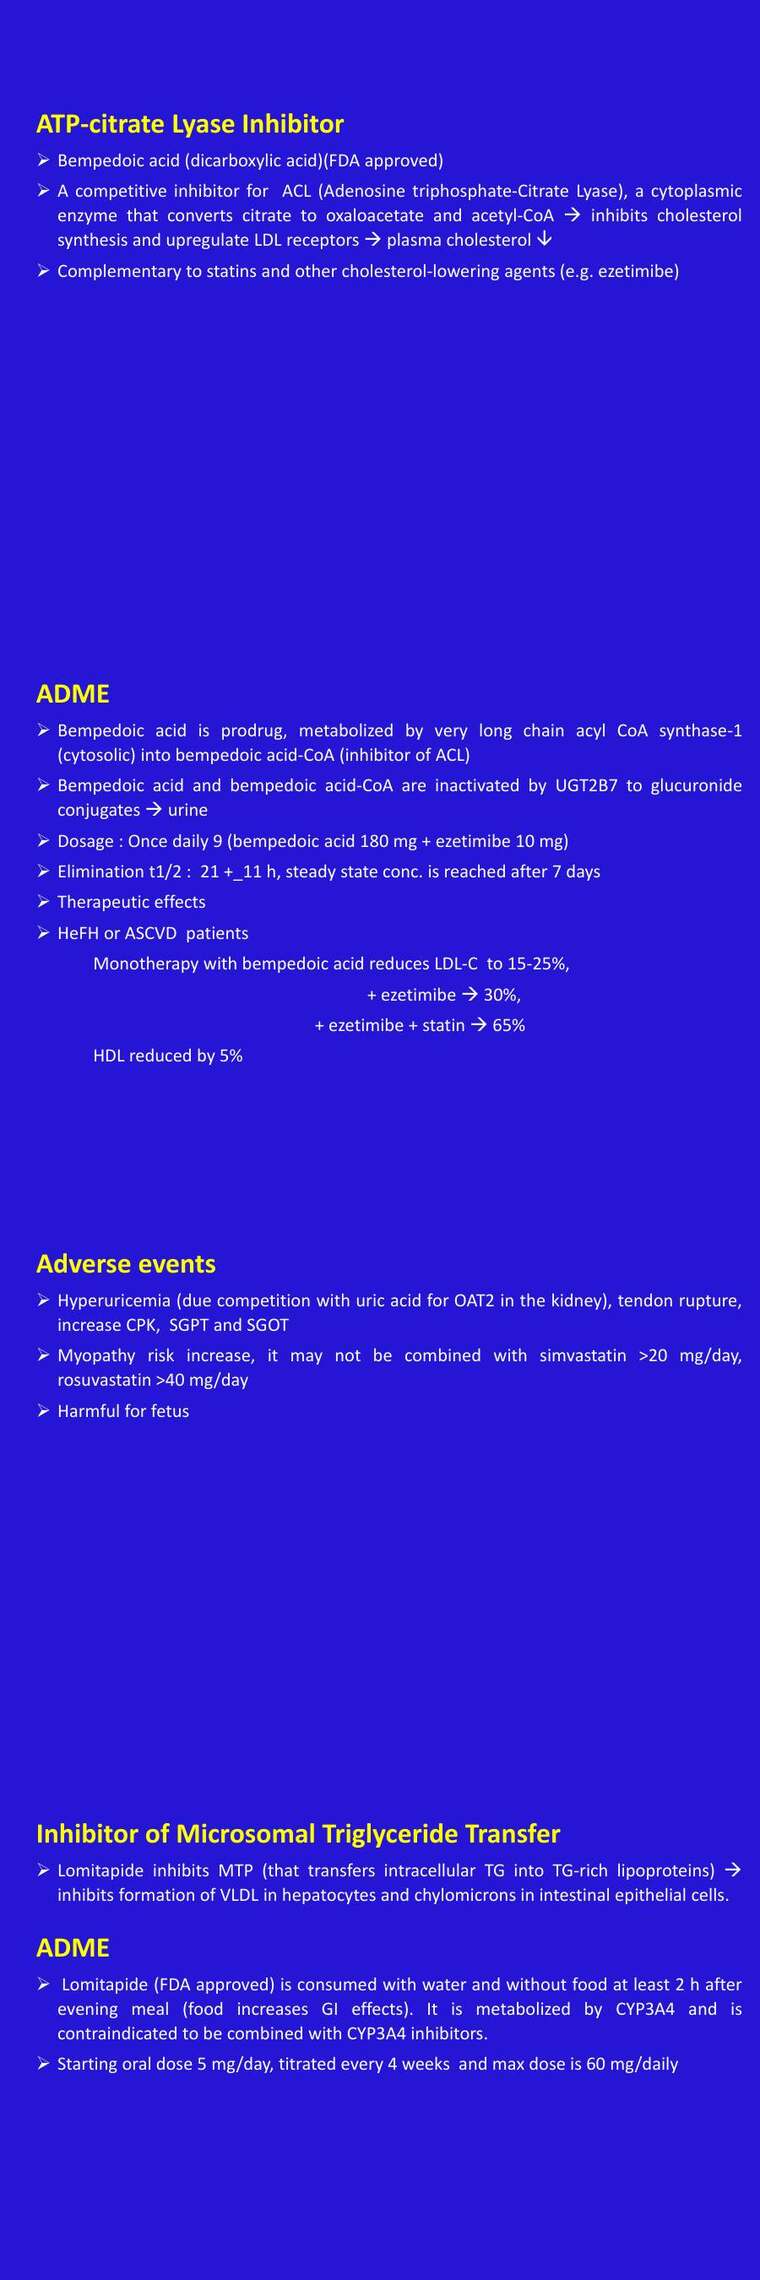 ATP-citrate Lyase Inhibitor
➢ Bempedoic acid (dicarboxylic acid)(FDA approved)
➢ A competitive inhibitor for ACL (Adenosine triphosphate-Citrate Lyase), a cytoplasmic
enzyme that converts citrate to oxaloacetate and acetyl-CoA → inhibits cholesterol
synthesis and upregulate LDL receptors → plasma cholesterol ↓
➢ Complementary to statins and other cholesterol-lowering agents (e.g. ezetimibe)
ADME
➢ Bempedoic acid is prodrug, metabolized by very long chain acyl CoA synthase-1
(cytosolic) into bempedoic acid-CoA (inhibitor of ACL)
➢ Bempedoic acid and bempedoic acid-CoA are inactivated by UGT2B7 to glucuronide
conjugates → urine
➢ Dosage : Once daily 9 (bempedoic acid 180 mg + ezetimibe 10 mg)
➢ Elimination t1/2 : 21 +_11 h, steady state conc. is reached after 7 days
➢ Therapeutic effects
➢ HeFH or ASCVD patients
Monotherapy with bempedoic acid reduces LDL-C to 15-25%,
+ ezetimibe → 30%,
+ ezetimibe + statin → 65%
HDL reduced by 5%
Adverse events
➢ Hyperuricemia (due competition with uric acid for OAT2 in the kidney), tendon rupture,
increase CPK, SGPT and SGOT
➢ Myopathy risk increase, it may not be combined with simvastatin >20 mg/day,
rosuvastatin >40 mg/day
➢ Harmful for fetus
Inhibitor of Microsomal Triglyceride Transfer
➢ Lomitapide inhibits MTP (that transfers intracellular TG into TG-rich lipoproteins) →
inhibits formation of VLDL in hepatocytes and chylomicrons in intestinal epithelial cells.
ADME
➢ Lomitapide (FDA approved) is consumed with water and without food at least 2 h after
evening meal (food increases GI effects). It is metabolized by CYP3A4 and is
contraindicated to be combined with CYP3A4 inhibitors.
➢ Starting oral dose 5 mg/day, titrated every 4 weeks and max dose is 60 mg/daily